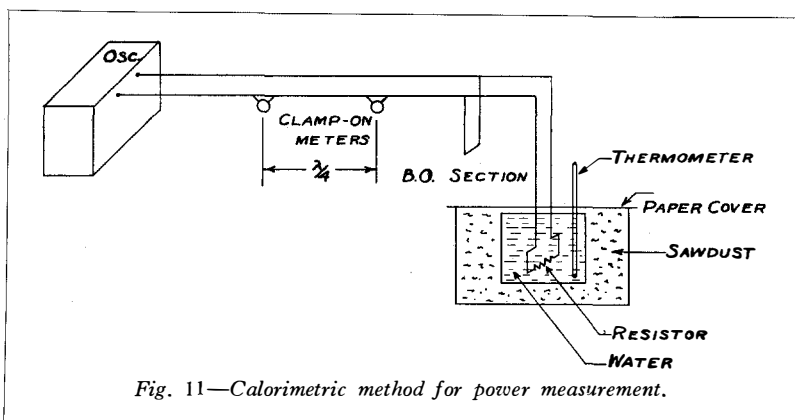 OSC.
CLAMP-ON
METERS
λ/4
B.O. SECTION
THERMOMETER
PAPER COVER
SAWDUST
RESISTOR
WATER
Fig. 11—Calorimetric method for power measurement.